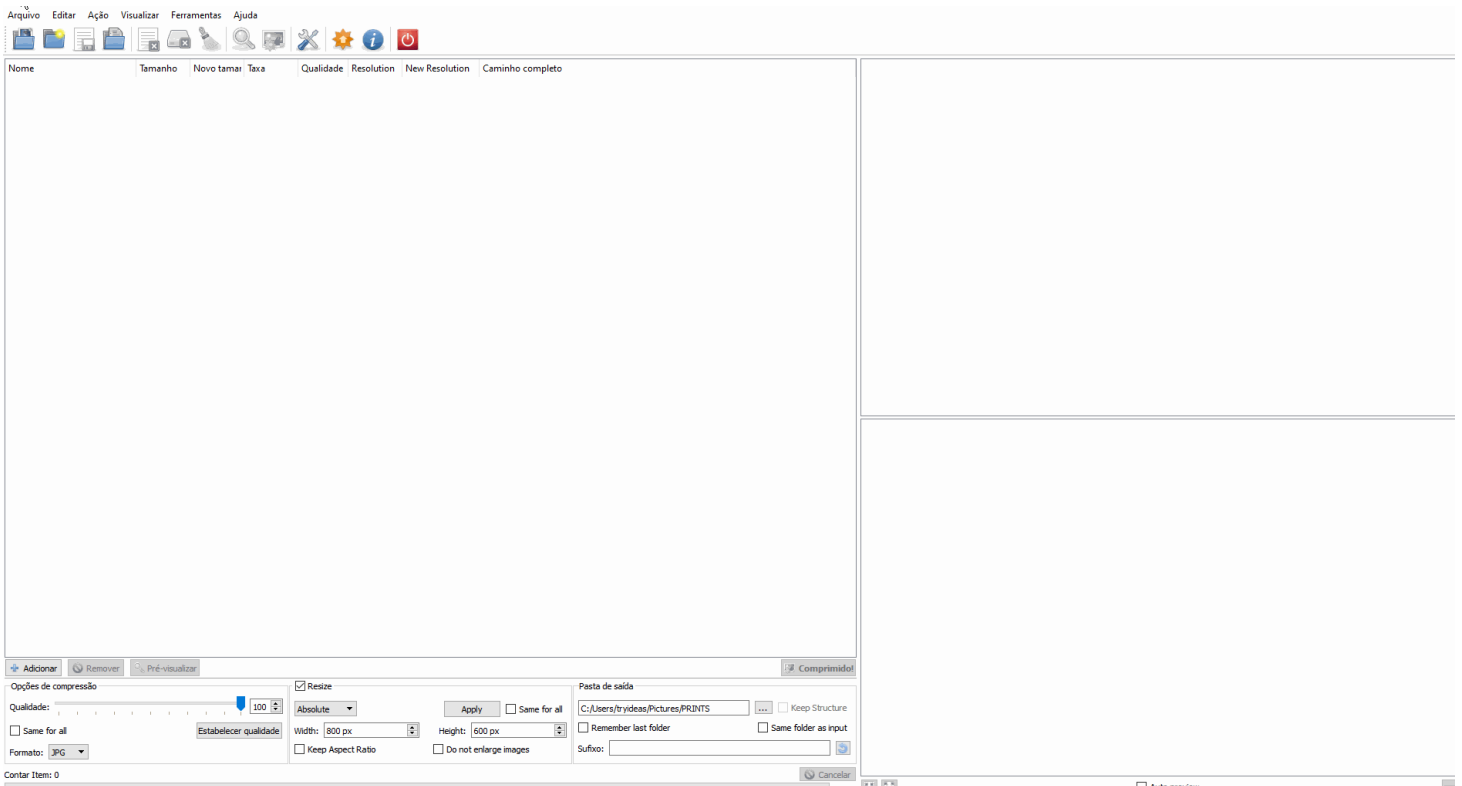 Arquivo Editar Ação Visualizar Ferramentas Ajuda
Nome Tamanho Novo tamar Taxa Qualidade Resolution New Resolution Caminho completo
Adicionar Remover Pré-visualizar Comprimido!
Opções de compressão Resize Pasta de saída
Qualidade: 100 Absolute Apply Same for all C:/Users/tryideas/Pictures/PRINTS ... Keep Structure
Same for all Estabelecer qualidade Width: 800 px Height: 600 px Remember last folder Same folder as input
Formato: JPG Keep Aspect Ratio Do not enlarge images Sufixo:
Contar Item: 0 Cancelar